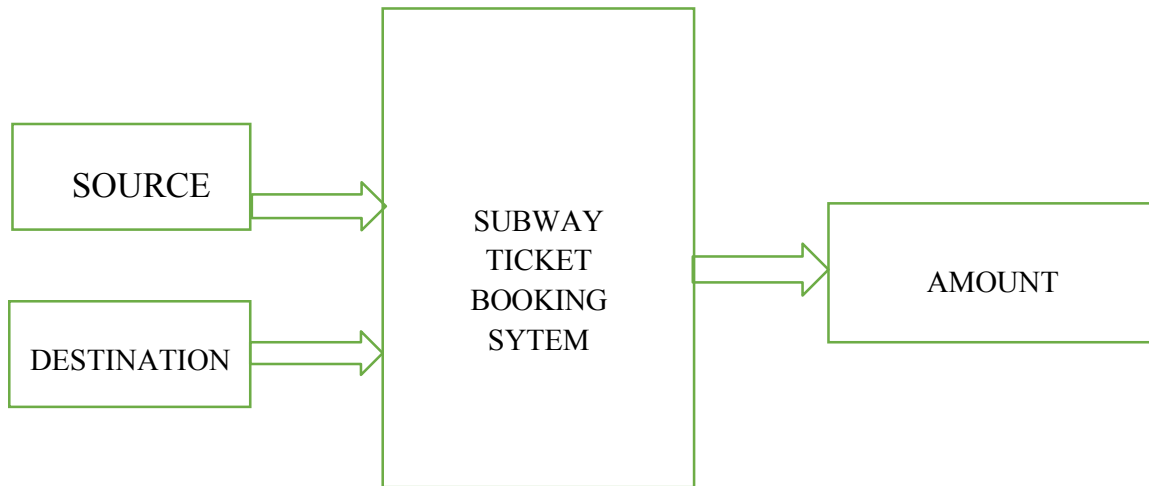 SOURCE
DESTINATION
SUBWAY
TICKET
BOOKING
SYTEM
AMOUNT